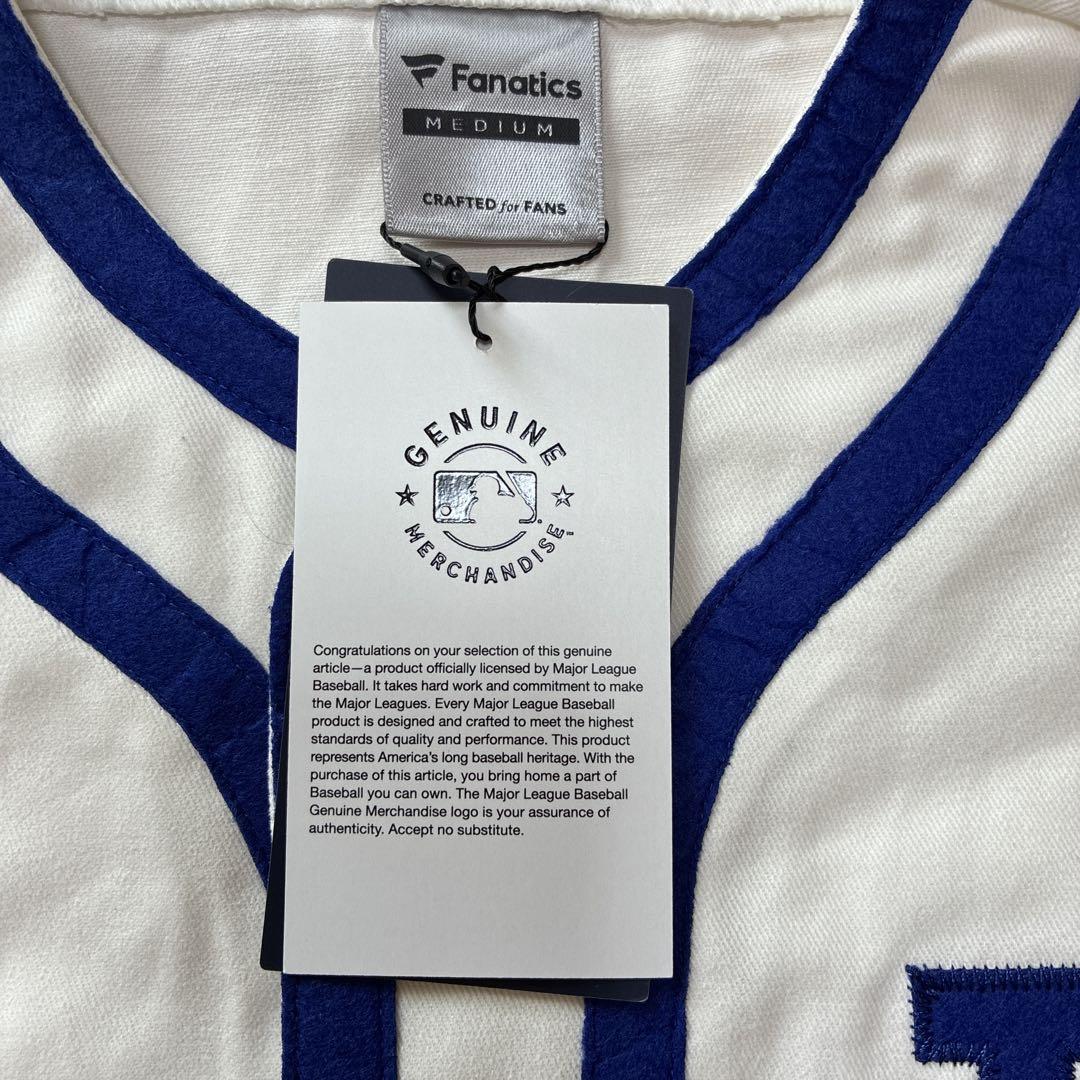 Fanatics
MEDIUM
CRAFTED for FANS
GENUINE
MERCHANDISE™
Congratulations on your selection of this genuine
article—a product officially licensed by Major League
Baseball. It takes hard work and commitment to make
the Major Leagues. Every Major League Baseball
product is designed and crafted to meet the highest
standards of quality and performance. This product
represents America's long baseball heritage. With the
purchase of this article, you bring home a part of
Baseball you can own. The Major League Baseball
Genuine Merchandise logo is your assurance of
authenticity. Accept no substitute.